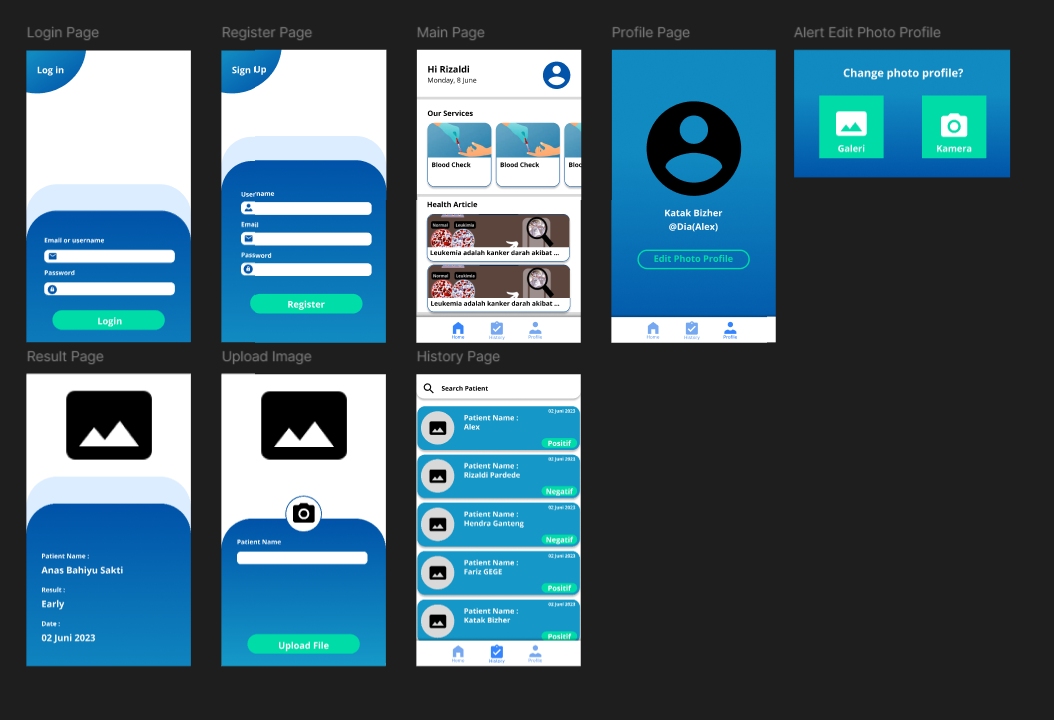 Login Page
Register Page
Main Page
Profile Page
Alert Edit Photo Profile
Log in
Email or username
Password
Login
Sign Up
Username
Email
Password
Register
Hi Rizaldi
Monday, 8 June
Our Services
Blood Check
Blood Check
Blood Che
Health Article
Normal
Leukimia
Leukemia adalah kanker darah akibat ...
Normal
Leukimia
Leukemia adalah kanker darah akibat ...
Home
History
Profile
Katak Bizher
@Dia(Alex)
Edit Photo Profile
Home
History
Profile
Change photo profile?
Galeri
Kamera
Result Page
Upload Image
History Page
Patient Name :
Anas Bahiyu Sakti
Result :
Early
Date :
02 Juni 2023
Patient Name
Upload File
Search Patient
02 Juni 2023
Patient Name :
Alex
Positif
02 Juni 2023
Patient Name :
Rizaldi Pardede
Negatif
02 Juni 2023
Patient Name :
Hendra Ganteng
Negatif
02 Juni 2023
Patient Name :
Fariz GEGE
Positif
02 Juni 2023
Patient Name :
Katak Bizher
Positif
Home
History
Profile